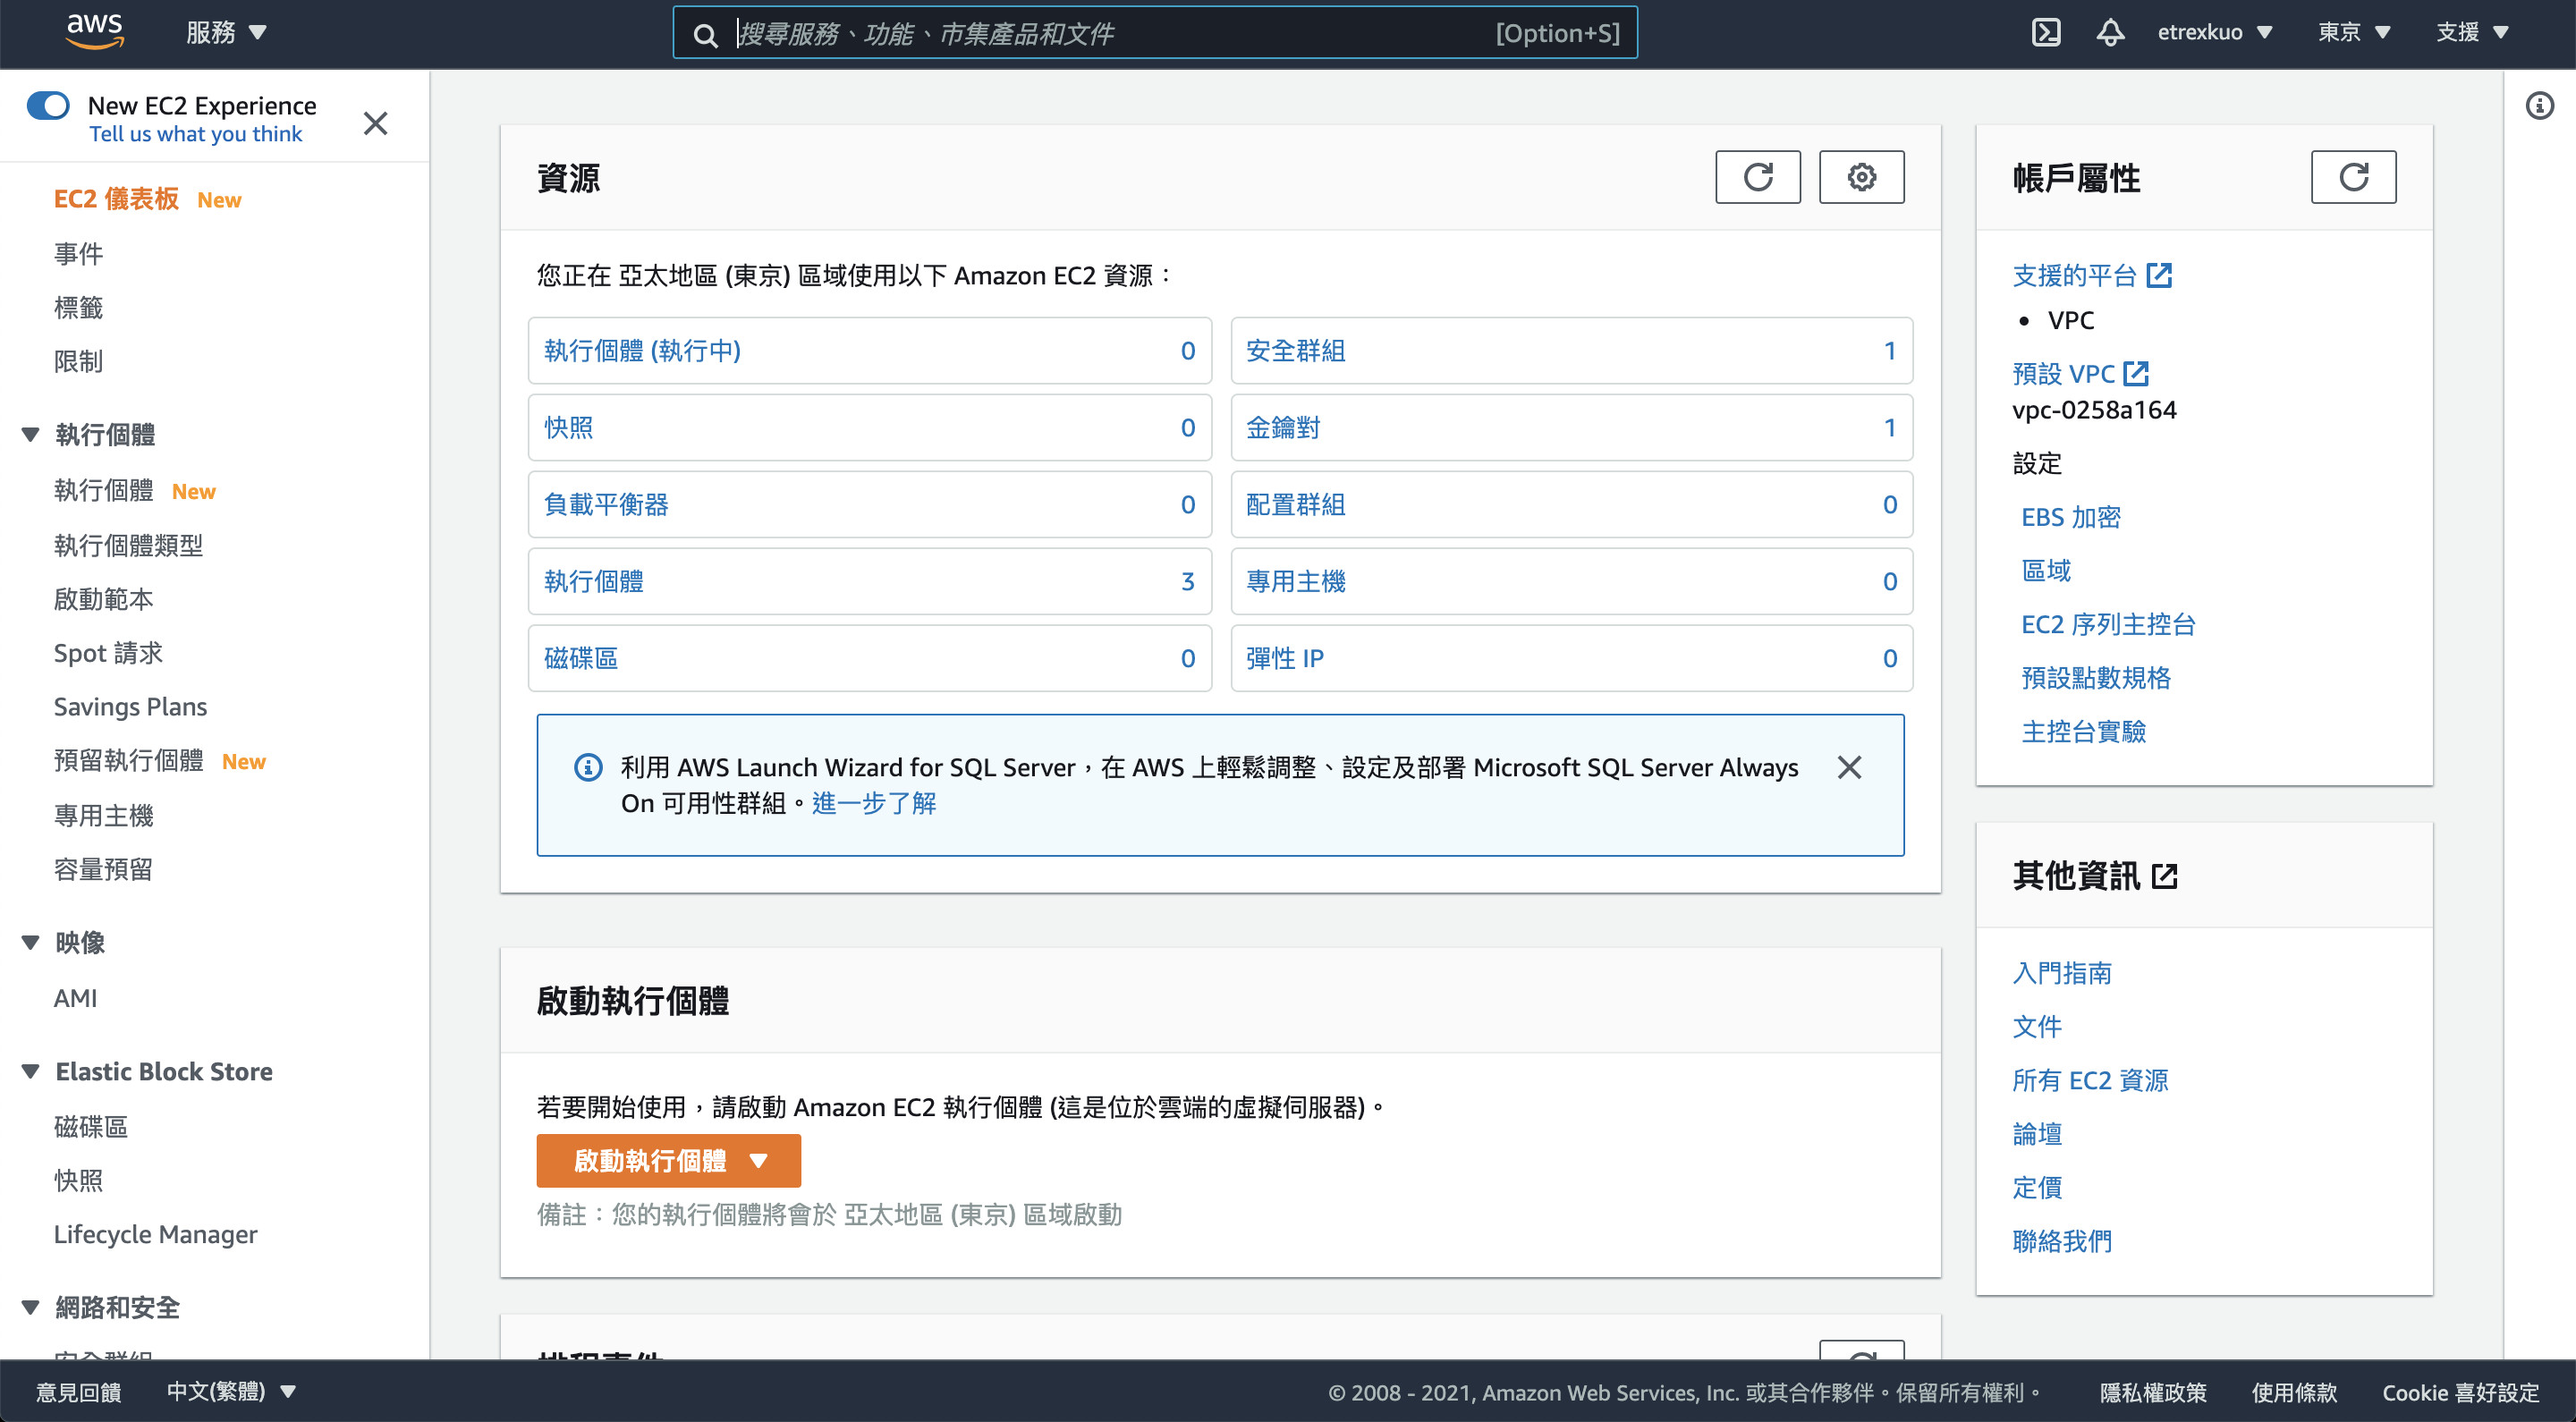 aws
服務
搜尋服務、功能、市集產品和文件 [Option+S]
etrexkuo
東京
支援
New EC2 Experience
Tell us what you think
EC2 儀表板 New
事件
標籤
限制
執行個體
執行個體 New
執行個體類型
啟動範本
Spot 請求
Savings Plans
預留執行個體 New
專用主機
容量預留
映像
AMI
Elastic Block Store
磁碟區
快照
Lifecycle Manager
網路和安全
安全群組
資源
您正在 亞太地區 (東京) 區域使用以下 Amazon EC2 資源：
執行個體 (執行中) 0
安全群組 1
快照 0
金鑰對 1
負載平衡器 0
配置群組 0
執行個體 3
專用主機 0
磁碟區 0
彈性 IP 0
利用 AWS Launch Wizard for SQL Server，在 AWS 上輕鬆調整、設定及部署 Microsoft SQL Server Always
On 可用性群組。進一步了解
啟動執行個體
若要開始使用，請啟動 Amazon EC2 執行個體 (這是位於雲端的虛擬伺服器)。
啟動執行個體
備註：您的執行個體將會於 亞太地區 (東京) 區域啟動
排程事件
帳戶屬性
支援的平台
• VPC
預設 VPC
vpc-0258a164
設定
EBS 加密
區域
EC2 序列主控台
預設點數規格
主控台實驗
其他資訊
入門指南
文件
所有 EC2 資源
論壇
定價
聯絡我們
意見回饋
中文(繁體)
© 2008 - 2021, Amazon Web Services, Inc. 或其合作夥伴。保留所有權利。
隱私權政策
使用條款
Cookie 喜好設定